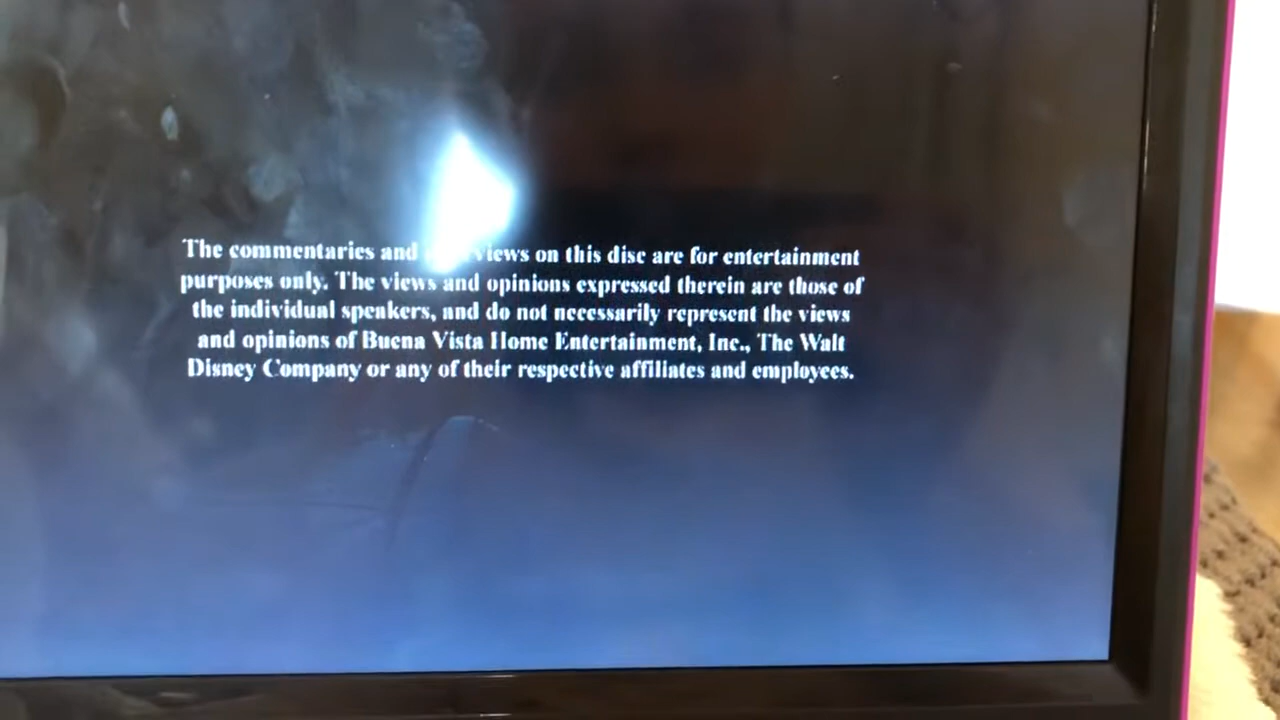 The commentaries and views on this disc are for entertainment
purposes only. The views and opinions expressed therein are those of
the individual speakers, and do not necessarily represent the views
and opinions of Buena Vista Home Entertainment, Inc., The Walt
Disney Company or any of their respective affiliates and employees.